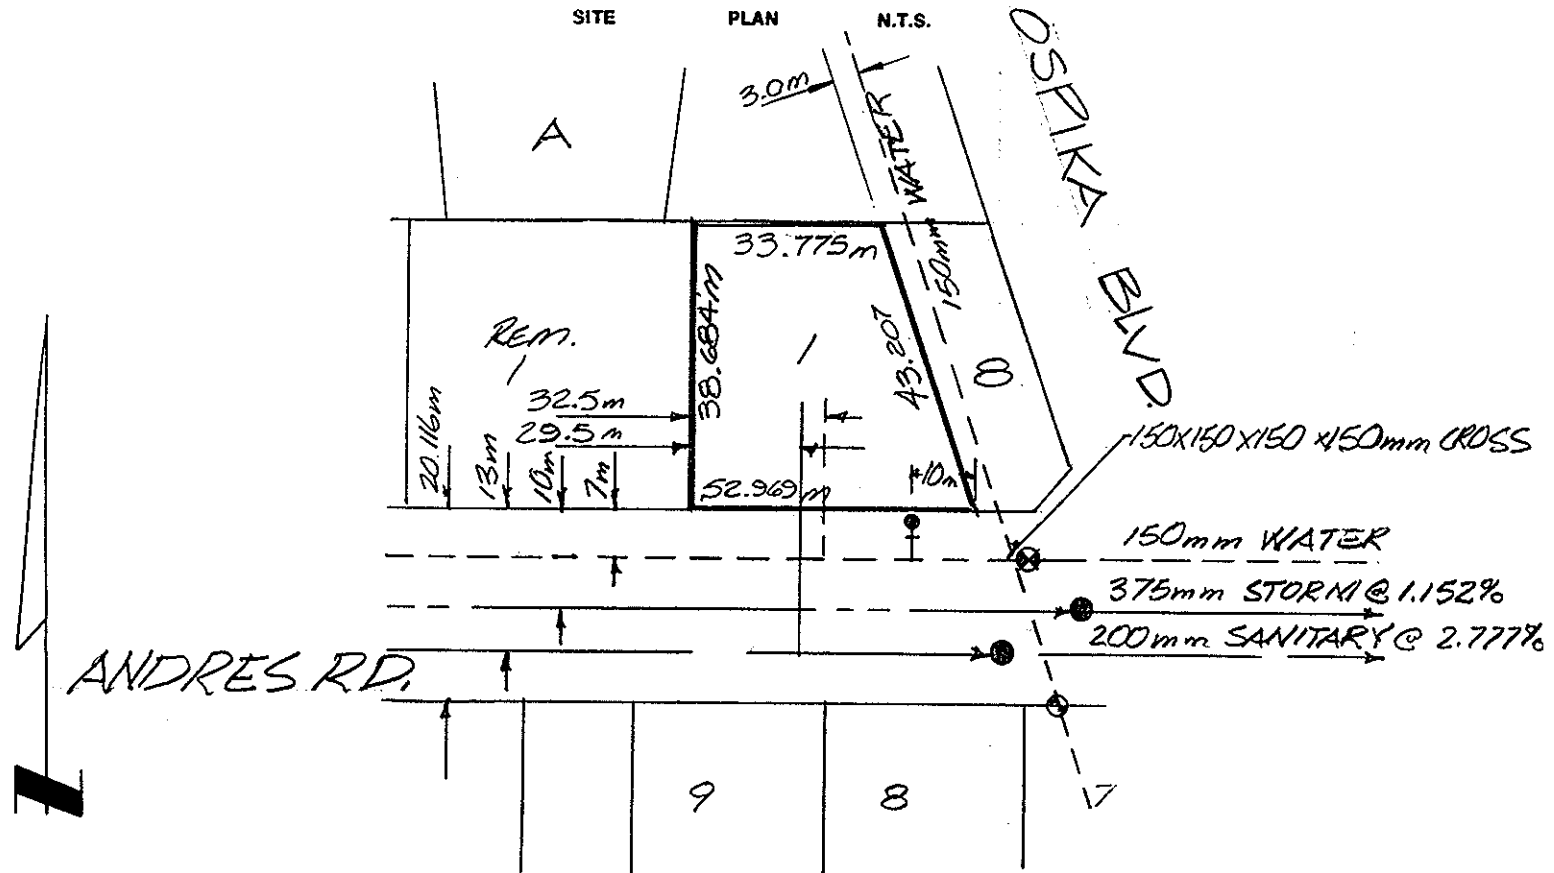 SITE PLAN N.T.S.
OSPIKA BLVD.
3.0m
A
150mm WATER
33.775m
38.684m
43.207
REM.
1
8
32.5m
29.5m
20.116m
13m
10m
7m
52.969m
10m
150X150X150X150mm CROSS
150mm WATER
375mm STORM @ 1.152%
200mm SANITARY @ 2.777%
ANDRES RD.
9
8
7